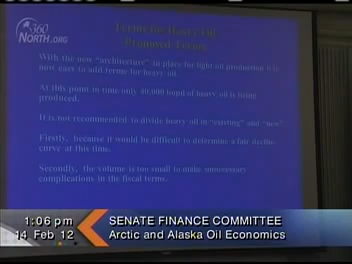 360
NORTH.ORG
Terms for Heavy Oil
Proposed Terms
With the new "architecture" in place for light oil production it is
now easy to add terms for heavy oil.
At this point in time only 40,000 bopd of heavy oil is being
produced.
It is not recommended to divide heavy oil in "existing" and "new"
Firstly, because it would be difficult to determine a fair decline
curve at this time.
Secondly, the volume is too small to make unnecessary
complications in the fiscal terms.
1:06 pm
SENATE FINANCE COMMITTEE
14 Feb 12
Arctic and Alaska Oil Economics